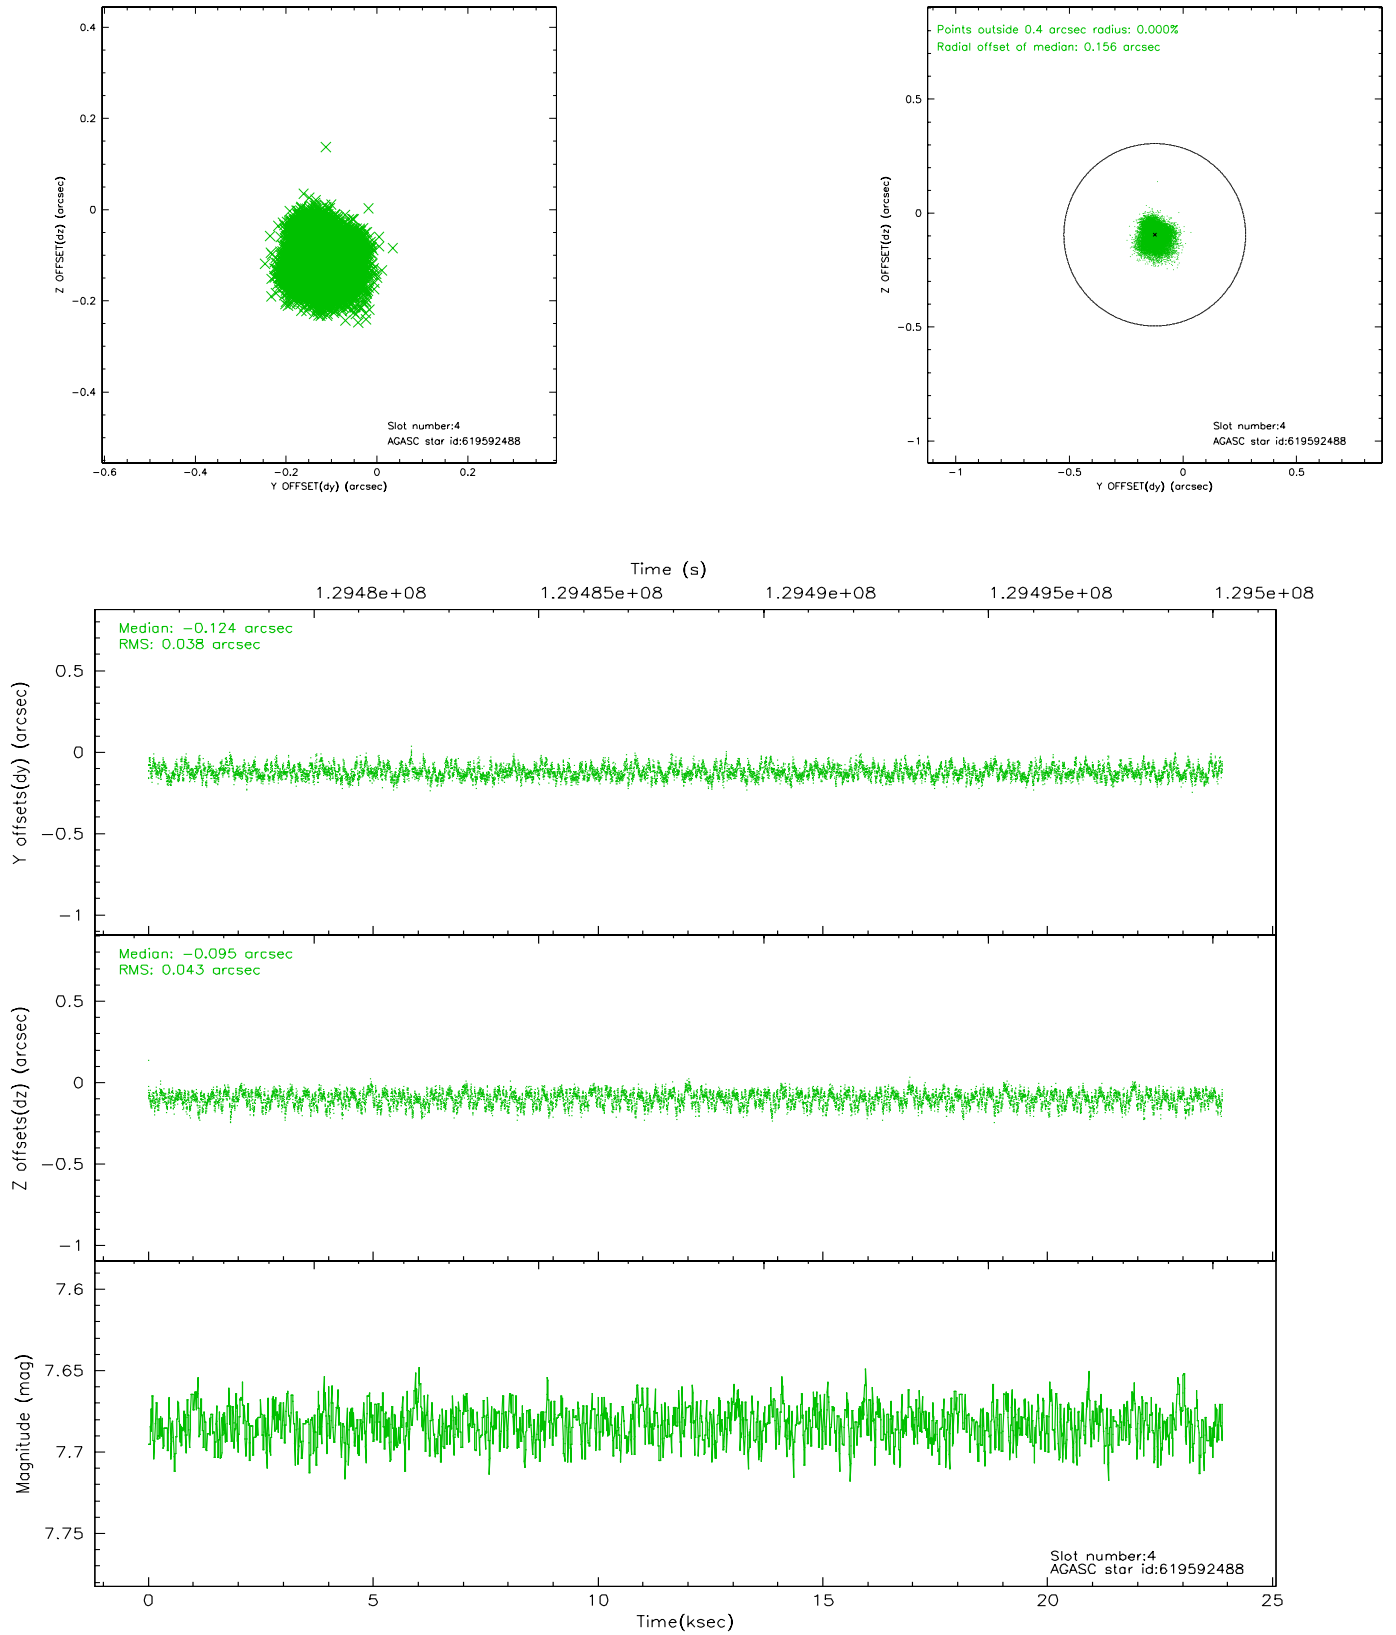 0.4
0.2
0
-0.2
-0.4
Z OFFSET(dz) (arcsec)
Slot number:4
AGASC star id:619592488
-0.6
-0.4
-0.2
0
0.2
Y OFFSET(dy) (arcsec)
Points outside 0.4 arcsec radius: 0.000%
Radial offset of median: 0.156 arcsec
0.5
0
-0.5
-1
Z OFFSET(dz) (arcsec)
Slot number:4
AGASC star id:619592488
-1
-0.5
0
0.5
Y OFFSET(dy) (arcsec)
Time (s)
1.2948e+08
1.29485e+08
1.2949e+08
1.29495e+08
1.295e+08
Median: -0.124 arcsec
RMS: 0.038 arcsec
0.5
0
-0.5
-1
Y offsets(dy) (arcsec)
Median: -0.095 arcsec
RMS: 0.043 arcsec
0.5
0
-0.5
-1
Z offsets(dz) (arcsec)
7.6
7.65
7.7
7.75
Magnitude (mag)
Slot number:4
AGASC star id:619592488
0
5
10
15
20
25
Time(ksec)